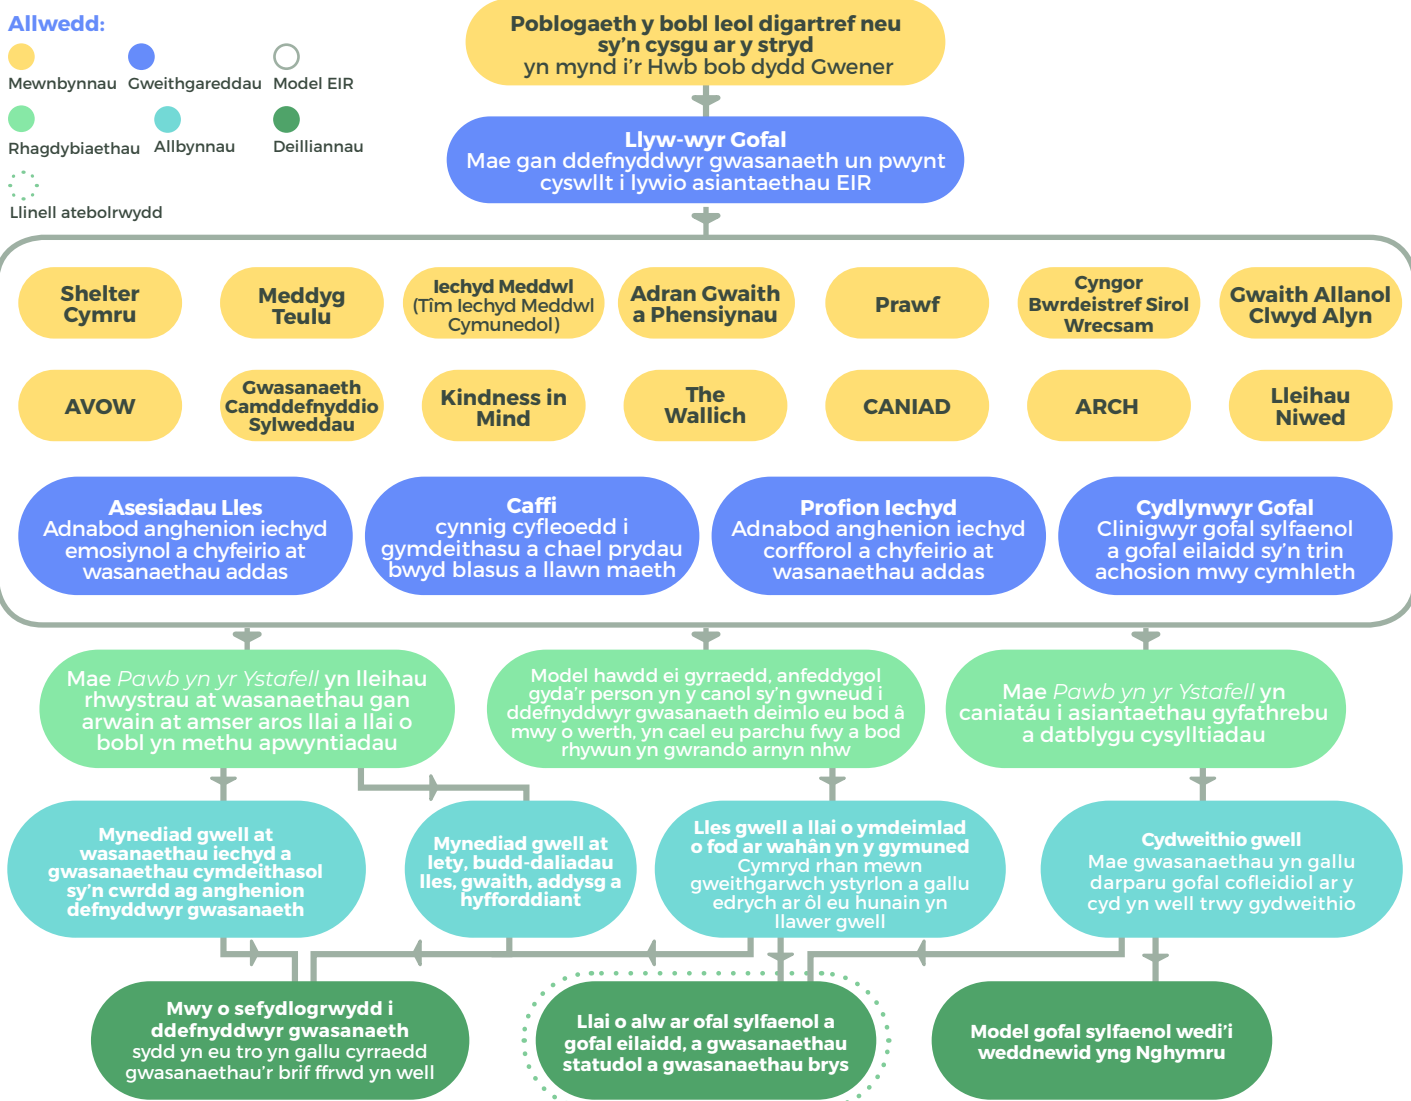 Allwedd:
Mewnbynnau
Gweithgareddau
Model EIR
Rhagdybiaethau
Allbynnau
Deilliannau
Llinell atebolrwydd
Poblogaeth y bobl leol digartref neu
sy'n cysgu ar y stryd
yn mynd i'r Hwb bob dydd Gwener
Llyw-wyr Gofal
Mae gan ddefnyddwyr gwasanaeth un pwynt
cyswllt i lywio asiantaethau EIR
Shelter
Cymru
Meddyg
Teulu
Iechyd Meddwl
(Tîm Iechyd Meddwl
Cymunedol)
Adran Gwaith
a Phensiynau
Prawf
Cyngor
Bwrdeistref Sirol
Wrecsam
Gwaith Allanol
Clwyd Alyn
AVOW
Gwasanaeth
Camddefnyddio
Sylweddau
Kindness in
Mind
The
Wallich
CANIAD
ARCH
Lleihau
Niwed
Asesiadau Lles
Adnabod anghenion iechyd
emosiynol a chyfeirio at
wasanaethau addas
Caffi
cynnig cyfleoedd i
gymdeithasu a chael prydau
bwyd blasus a llawn maeth
Profion Iechyd
Adnabod anghenion iechyd
corfforol a chyfeirio at
wasanaethau addas
Cydlynwyr Gofal
Clinigwyr gofal sylfaenol
a gofal eilaidd sy'n trin
achosion mwy cymhleth
Mae Pawb yn yr Ystafell yn lleihau
rhwystrau at wasanaethau gan
arwain at amser aros llai a llai o
bobl yn methu apwyntiadau
Model hawdd ei gyrraedd, anfeddygol
gyda'r person yn y canol sy'n gwneud i
ddefnyddwyr gwasanaeth deimlo eu bod â
mwy o werth, yn cael eu parchu fwy a bod
rhywun yn gwrando arnyn nhw
Mae Pawb yn yr Ystafell yn
caniatáu i asiantaethau gyfathrebu
a datblygu cysylltiadau
Mynediad gwell at
wasanaethau iechyd a
gwasanaethau cymdeithasol
sy'n cwrdd ag anghenion
defnyddwyr gwasanaeth
Mynediad gwell at
lety, budd-daliadau
lles, gwaith, addysg a
hyfforddiant
Lles gwell a llai o ymdeimlad
o fod ar wahân yn y gymuned
Cymryd rhan mewn
gweithgarwch ystyrlon a gallu
edrych ar ôl eu hunain yn
llawer gwell
Cydweithio gwell
Mae gwasanaethau yn gallu
darparu gofal cofleidiol ar y
cyd yn well trwy gydweithio
Mwy o sefydlogrwydd i
ddefnyddwyr gwasanaeth
sydd yn eu tro yn gallu cyrraedd
gwasanaethau'r brif ffrwd yn well
Llai o alw ar ofal sylfaenol a
gofal eilaidd, a gwasanaethau
statudol a gwasanaethau brys
Model gofal sylfaenol wedi'i
weddnewid yng Nghymru